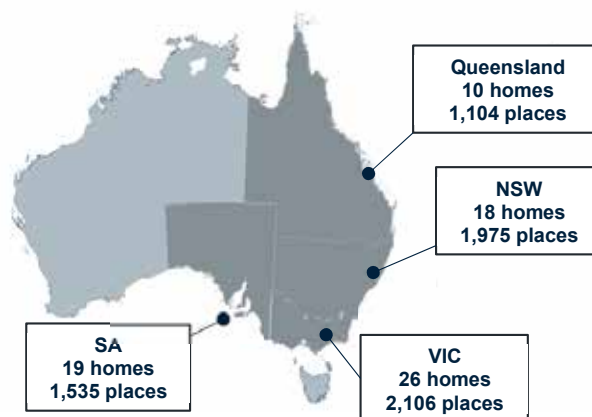 Queensland
10 homes
1,104 places
NSW
18 homes
1,975 places
SA
19 homes
1,535 places
VIC
26 homes
2,106 places